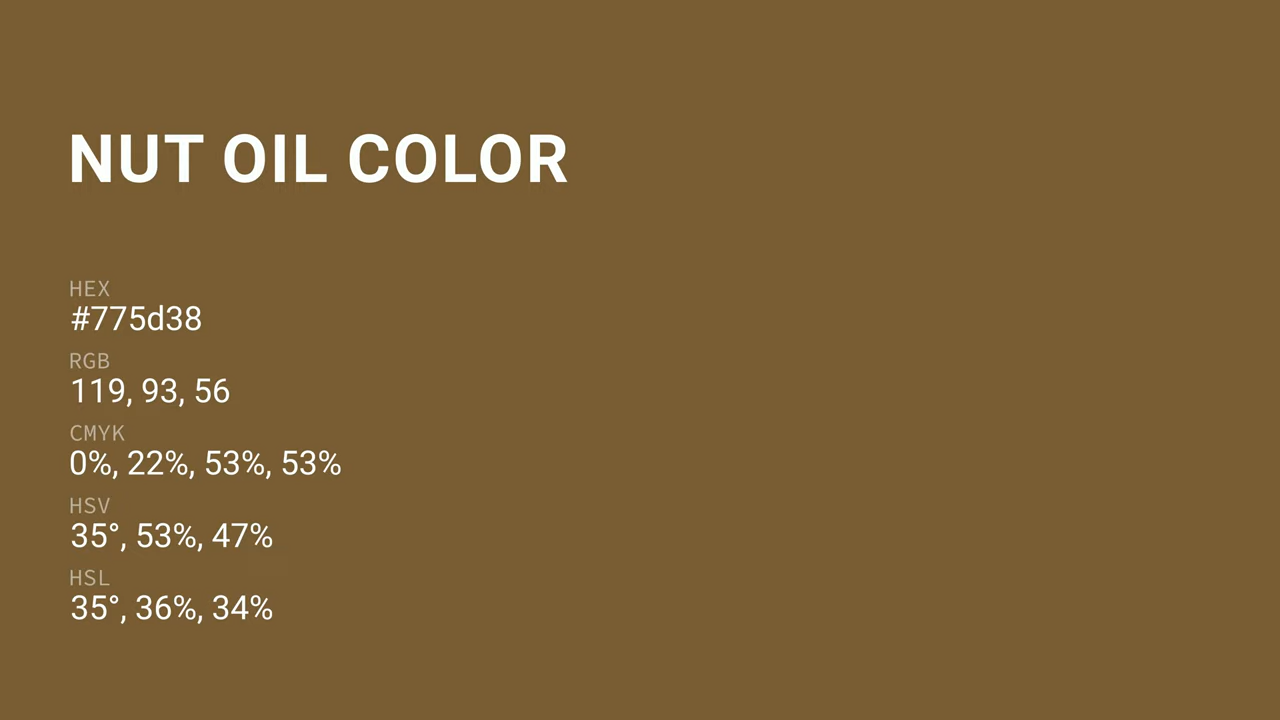 NUT OIL COLOR
HEX
#775d38
RGB
119, 93, 56
CMYK
0%, 22%, 53%, 53%
HSV
35°, 53%, 47%
HSL
35°, 36%, 34%